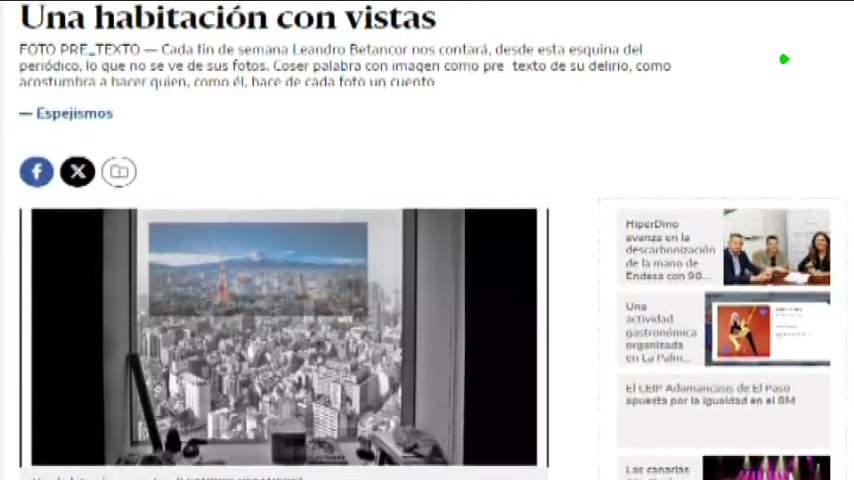 Una habitación con vistas
FOTO PRE_TEXTO — Cada fin de semana Leandro Betancor nos contará, desde esta esquina del
periódico, lo que no se ve de sus fotos. Coser palabra con imagen como pre_texto de su delirio, como
acostumbra a hacer quien, como él, hace de cada foto un cuento
— Espejismos
HiperDino
avanza en la
descarbonización
de la mano de
Endesa con 90...
Una
actividad
gastronómica
organizada
en La Palm...
El CEIP Adamancasis de El Paso
apuesta por la igualdad en el 8M
Las canarias